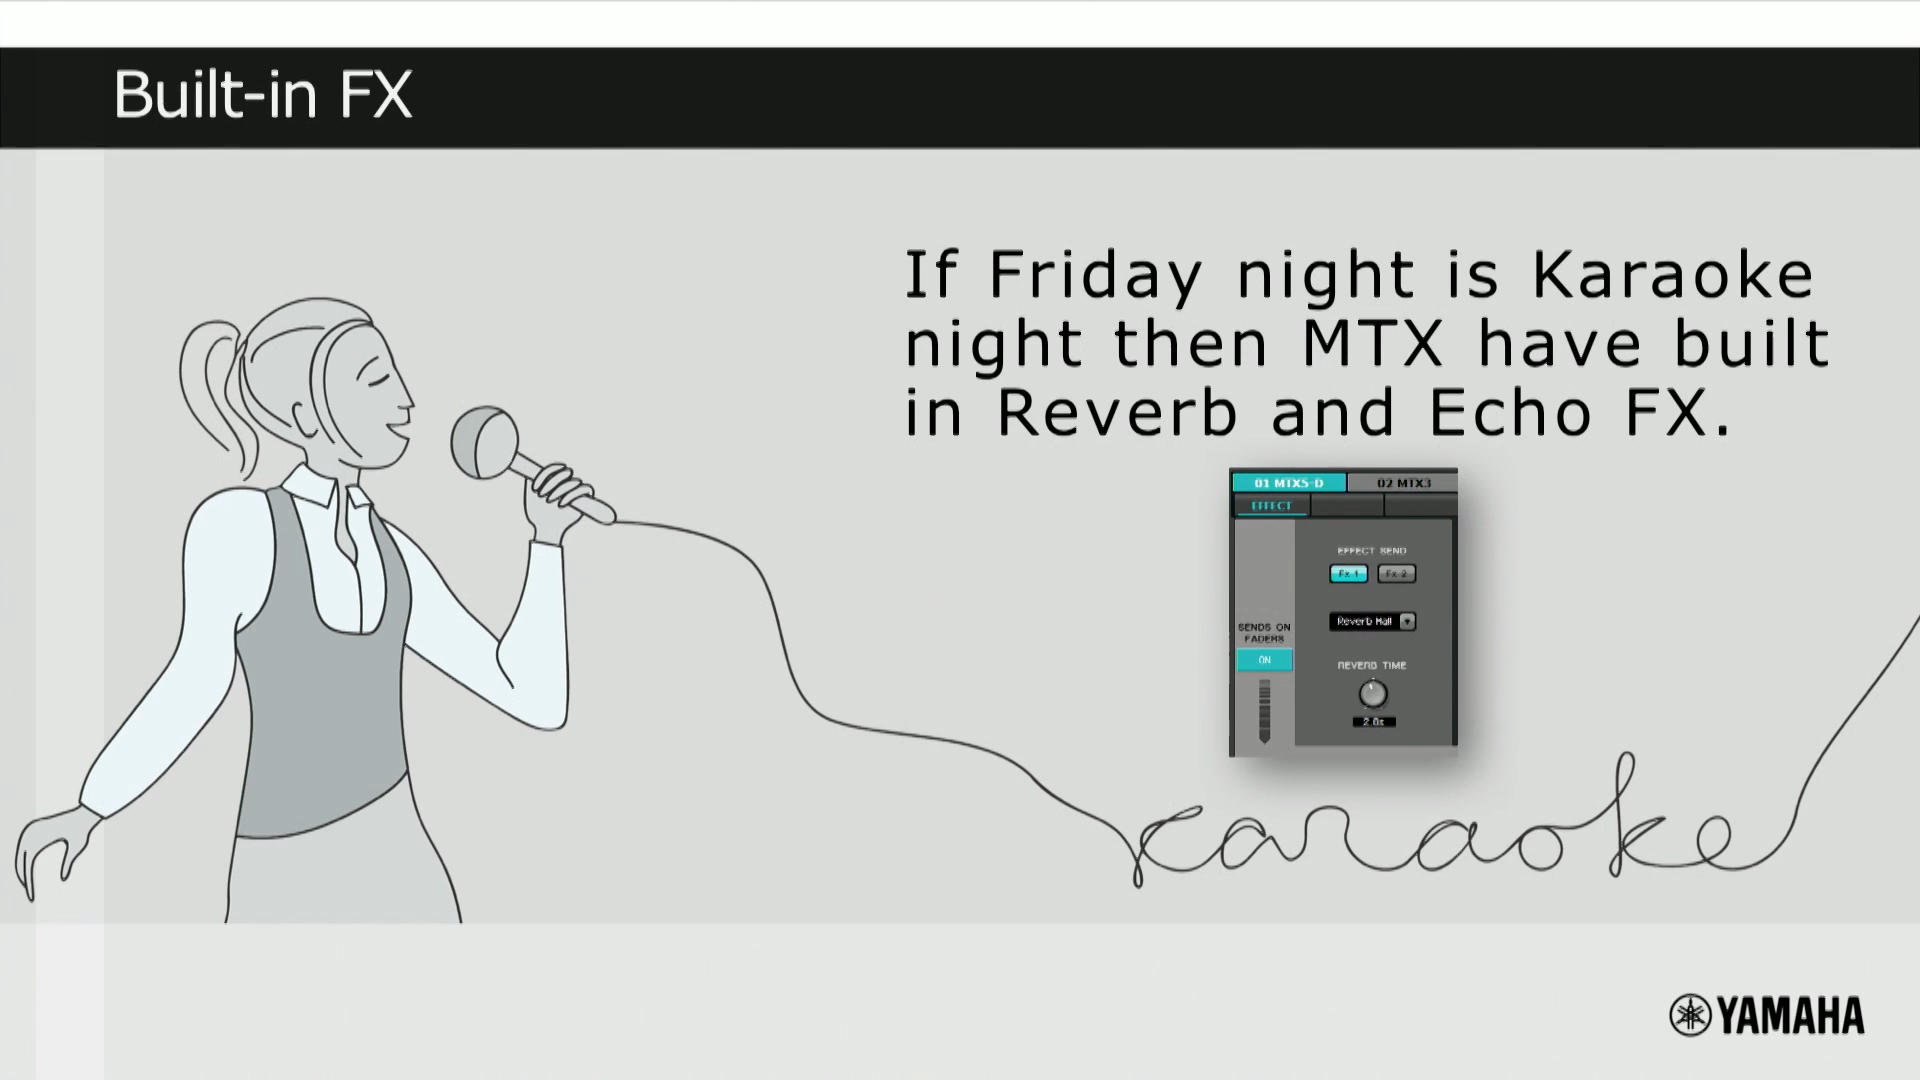 Built-in FX
If Friday night is Karaoke
night then MTX have built
in Reverb and Echo FX.
01 MTX5-D 02 MTX3
EFFECT
EFFECT SEND
Fx 1 Fx 2
Reverb Hall
SENDS ON
FADERS
ON
REVERB TIME
2.0s
karaoke
YAMAHA